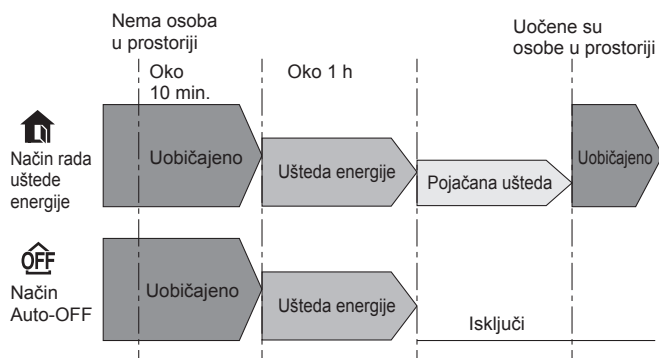 Nema osoba
u prostoriji
Uočene su
osobe u prostoriji
Oko
10 min.
Oko 1 h
Način rada
uštede
energije
Uobičajeno
Ušteda energije
Pojačana ušteda
Uobičajeno
OFF
Način
Auto-OFF
Uobičajeno
Ušteda energije
Isključi